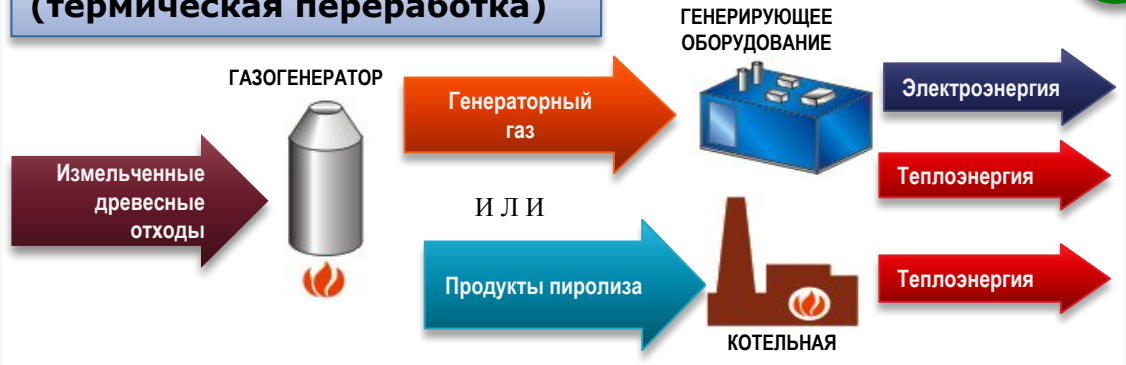 (термическая переработка)
ГЕНЕРИРУЮЩЕЕ
ОБОРУДОВАНИЕ
ГАЗОГЕНЕРАТОР
Генераторный
газ
Электроэнергия
Измельченные
древесные
отходы
Теплоэнергия
И Л И
Продукты пиролиза
Теплоэнергия
КОТЕЛЬНАЯ